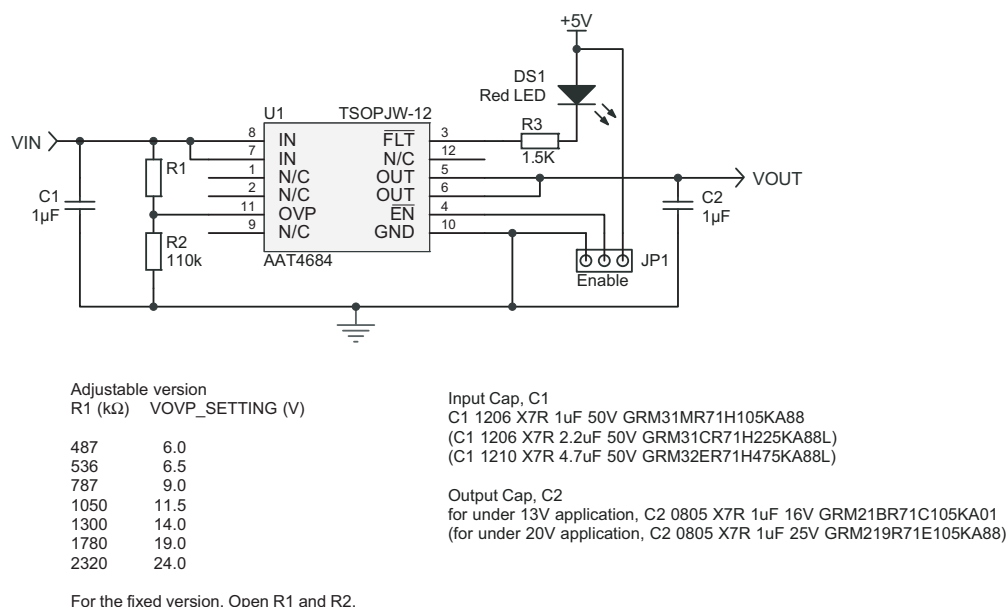 +5V
DS1
Red LED
U1 TSOPJW-12
R3
1.5K
VIN
8 IN FLT 3
7 IN N/C 12
1 N/C OUT 5
2 N/C OUT 6
11 OVP EN 4
9 N/C GND 10
AAT4684
R1
C1
1µF
R2
110k
VOUT
C2
1µF
JP1
Enable
Adjustable version
R1 (kΩ) VOVP_SETTING (V)
487 6.0
536 6.5
787 9.0
1050 11.5
1300 14.0
1780 19.0
2320 24.0
For the fixed version, Open R1 and R2.
Input Cap, C1
C1 1206 X7R 1uF 50V GRM31MR71H105KA88
(C1 1206 X7R 2.2uF 50V GRM31CR71H225KA88L)
(C1 1210 X7R 4.7uF 50V GRM32ER71H475KA88L)
Output Cap, C2
for under 13V application, C2 0805 X7R 1uF 16V GRM21BR71C105KA01
(for under 20V application, C2 0805 X7R 1uF 25V GRM219R71E105KA88)